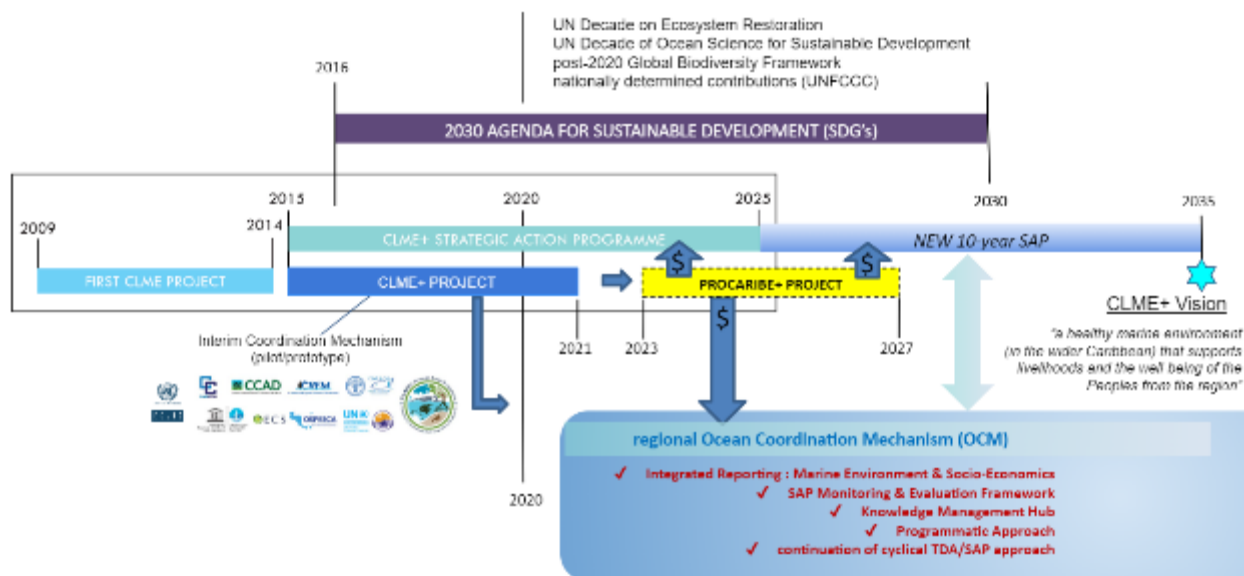 UN Decade on Ecosystem Restoration
UN Decade of Ocean Science for Sustainable Development
post-2020 Global Biodiversity Framework
nationally determined contributions (UNFCCC)
2016
2030 AGENDA FOR SUSTAINABLE DEVELOPMENT (SDG's)
2015
2020
2025
2030
2035
2009
2014
CLME+ STRATEGIC ACTION PROGRAMME
NEW 10-year SAP
$
$
FIRST CLME PROJECT
CLME+ PROJECT
PROCARIBE+ PROJECT
CLME+ Vision
$
Interim Coordination Mechanism
(pilot/prototype)
2021
2023
2027
"a healthy marine environment
(in the wider Caribbean) that supports
livelihoods and the well being of the
Peoples from the region"
CCAD
CRFM
OECS
OSPESCA
regional Ocean Coordination Mechanism (OCM)
✓ Integrated Reporting : Marine Environment & Socio-Economics
✓ SAP Monitoring & Evaluation Framework
✓ Knowledge Management Hub
✓ Programmatic Approach
✓ continuation of cyclical TDA/SAP approach
2020